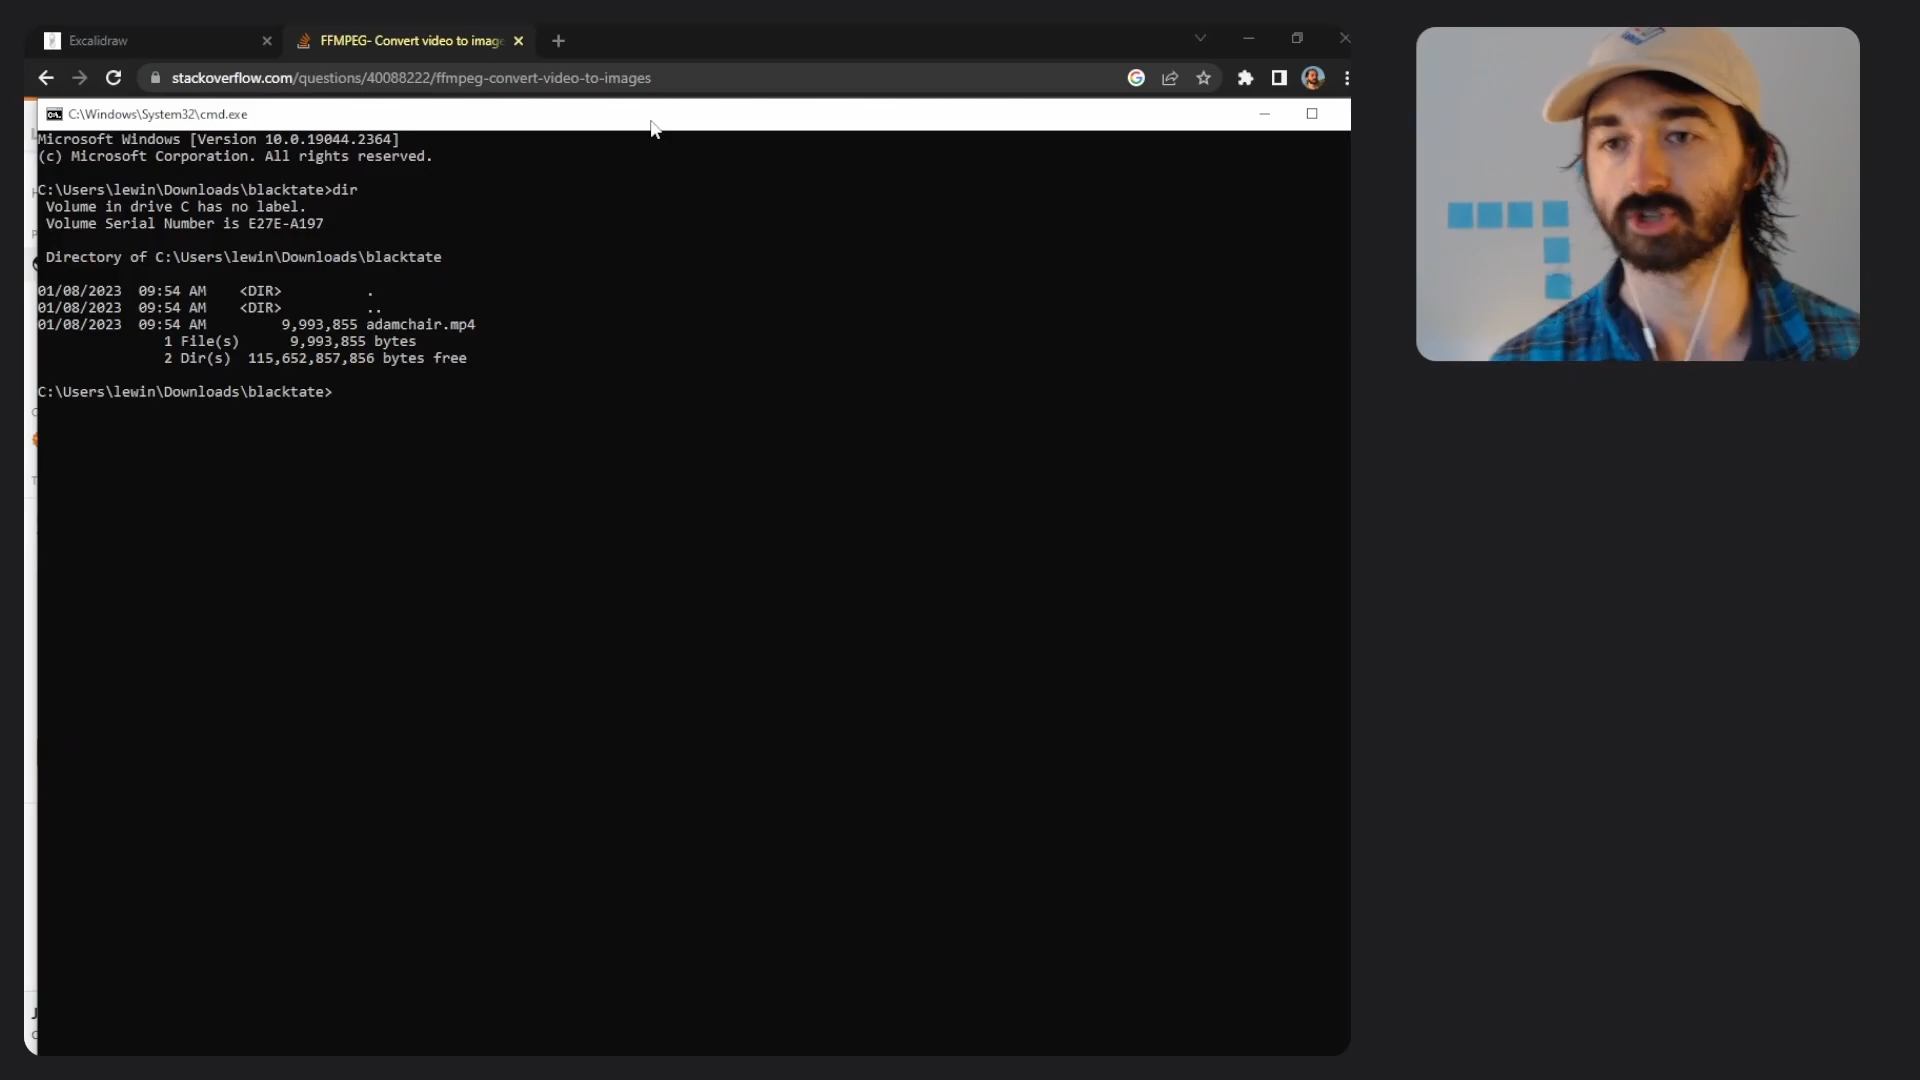 Excalidraw
FFMPEG- Convert video to imag
stackoverflow.com/questions/40088222/ffmpeg-convert-video-to-images
C:\Windows\System32\cmd.exe
Microsoft Windows [Version 10.0.19044.2364]
(c) Microsoft Corporation. All rights reserved.
C:\Users\lewin\Downloads\blacktate>dir
Volume in drive C has no label.
Volume Serial Number is E27E-A197
Directory of C:\Users\lewin\Downloads\blacktate
01/08/2023 09:54 AM <DIR> .
01/08/2023 09:54 AM <DIR> ..
01/08/2023 09:54 AM 9,993,855 adamchair.mp4
1 File(s) 9,993,855 bytes
2 Dir(s) 115,652,857,856 bytes free
C:\Users\lewin\Downloads\blacktate>